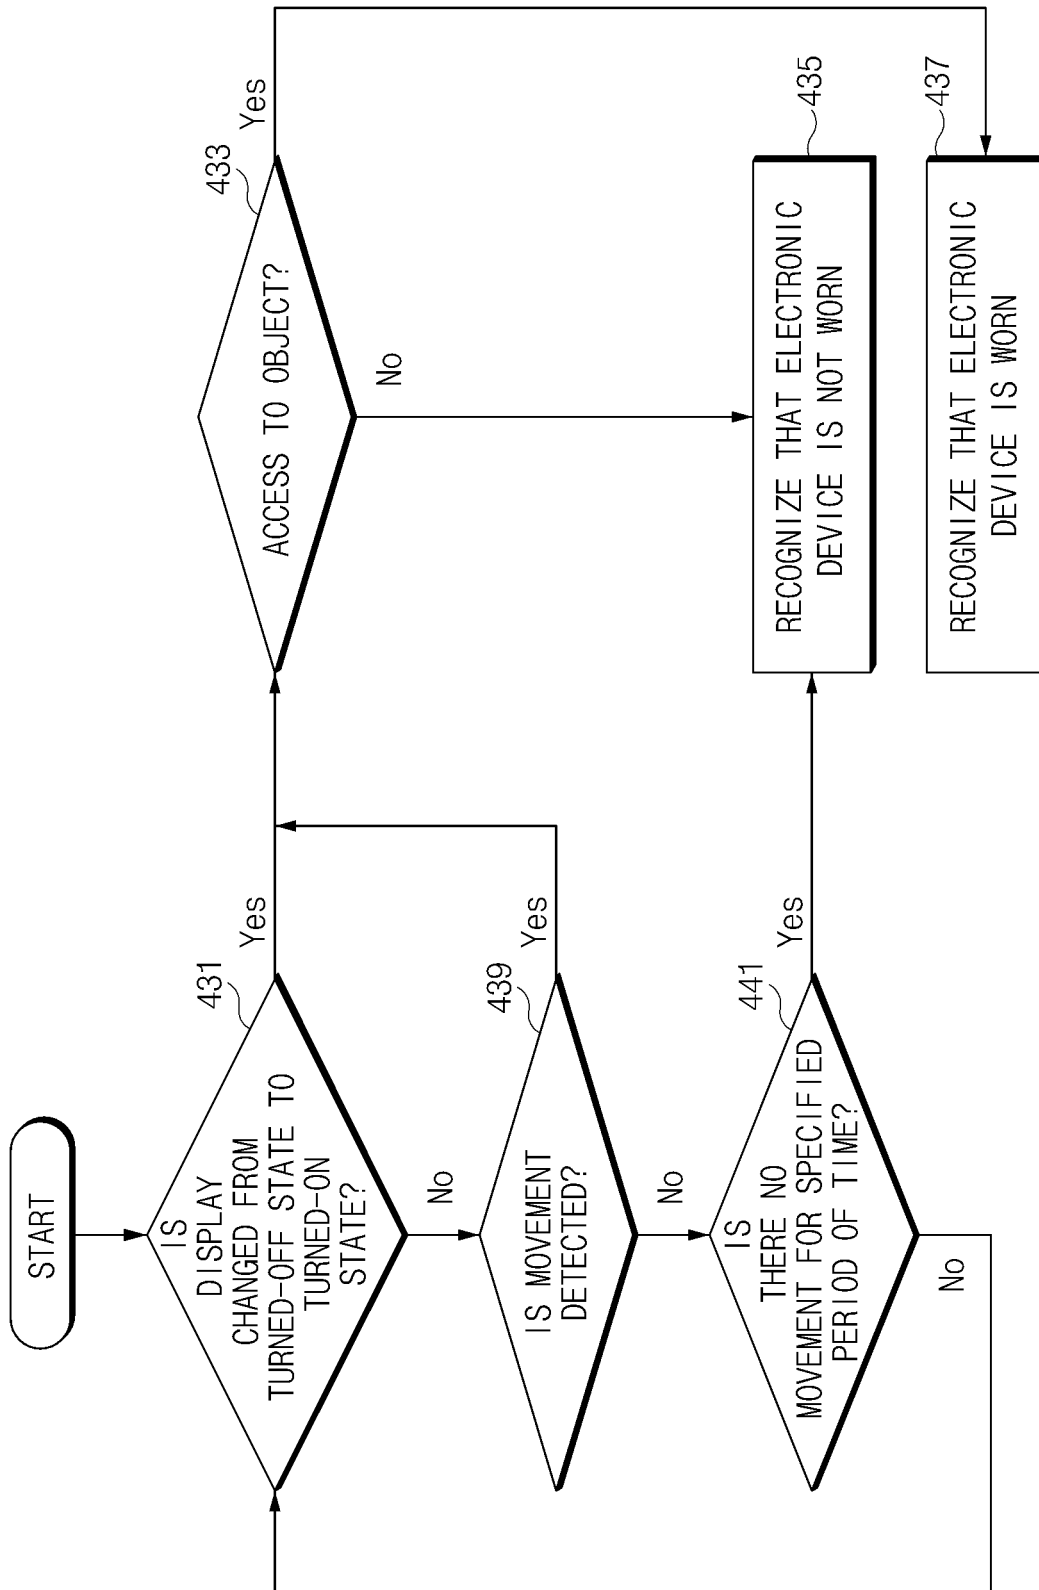 START
431
IS
DISPLAY
CHANGED FROM
TURNED-OFF STATE TO
TURNED-ON
STATE?
Yes
No
433
ACCESS TO OBJECT?
Yes
No
439
IS MOVEMENT
DETECTED?
Yes
No
441
IS
THERE NO
MOVEMENT FOR SPECIFIED
PERIOD OF TIME?
Yes
No
435
RECOGNIZE THAT ELECTRONIC
DEVICE IS NOT WORN
437
RECOGNIZE THAT ELECTRONIC
DEVICE IS WORN